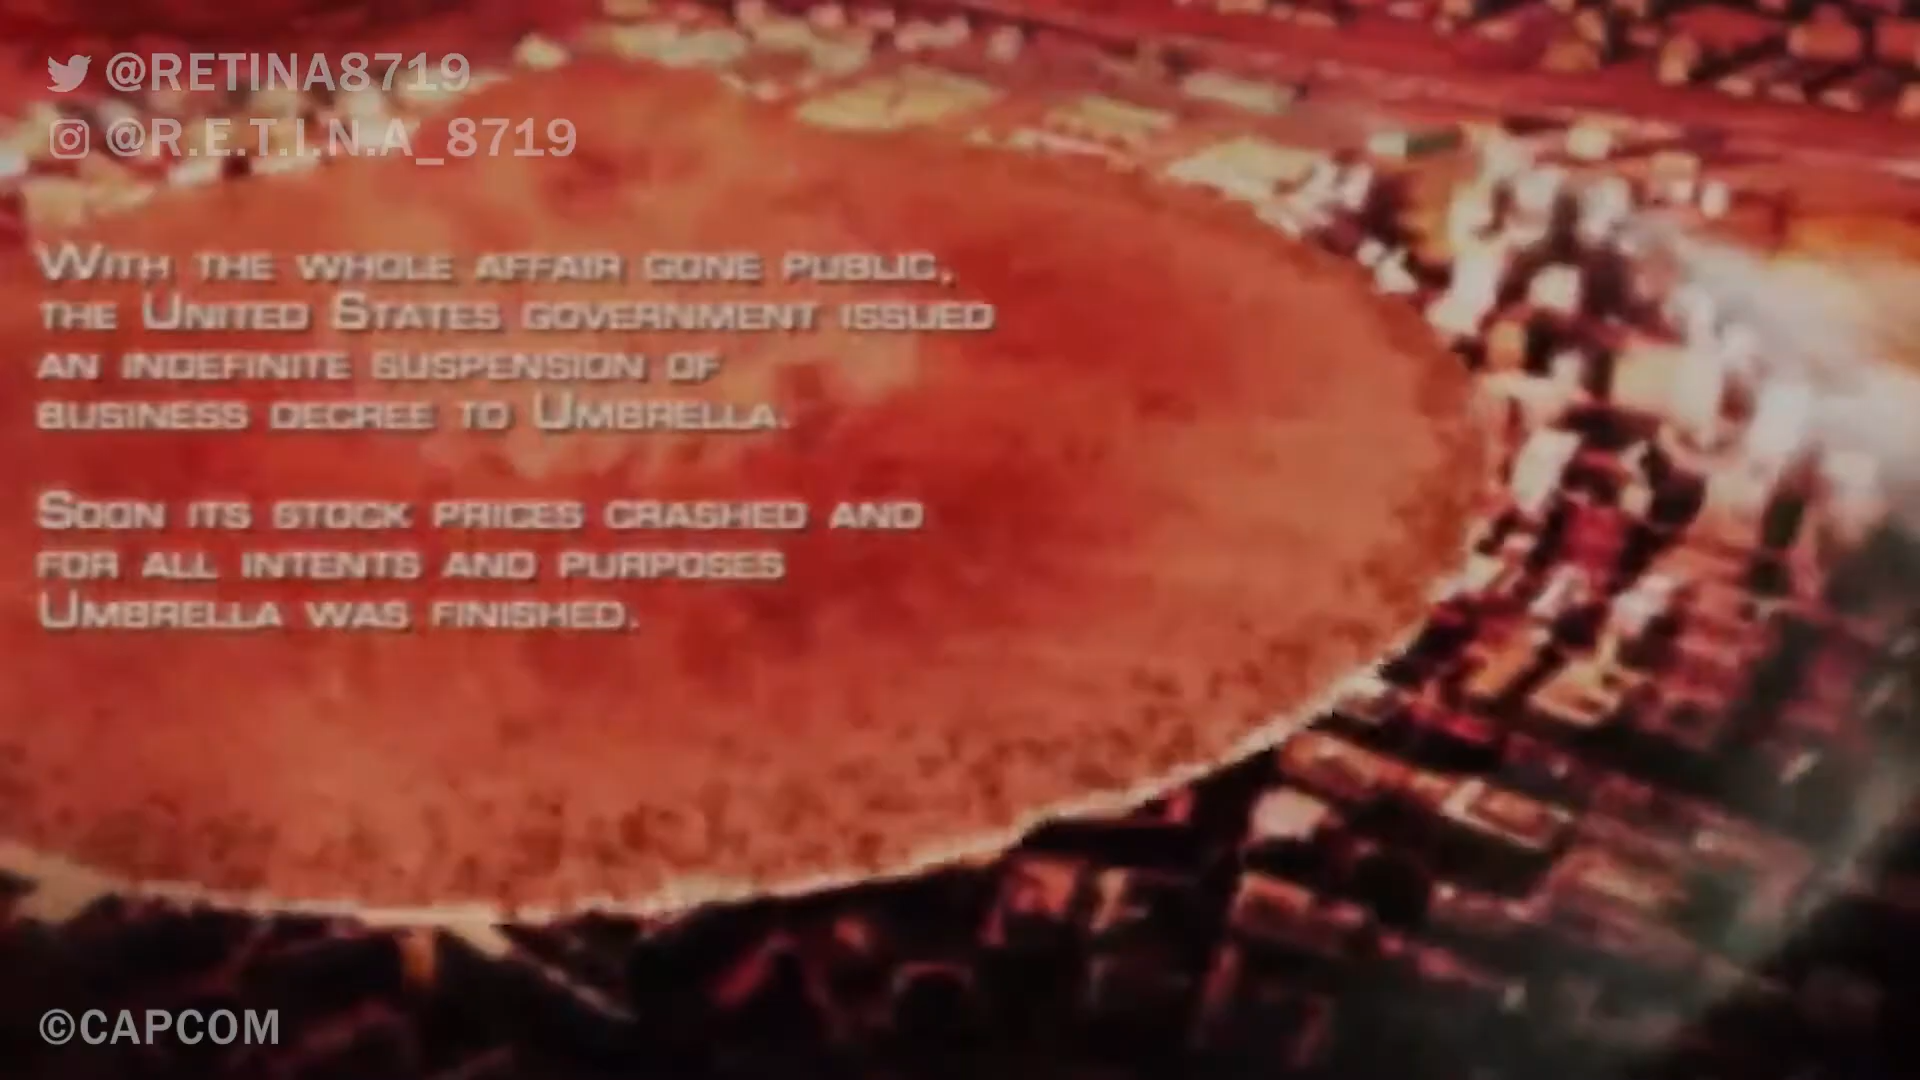 @RETINA8719
@R.E.T.I.N.A_8719
With the whole affair gone public,
the United States government issued
an indefinite suspension of
business decree to Umbrella.
Soon its stock prices crashed and
for all intents and purposes
Umbrella was finished.
©CAPCOM